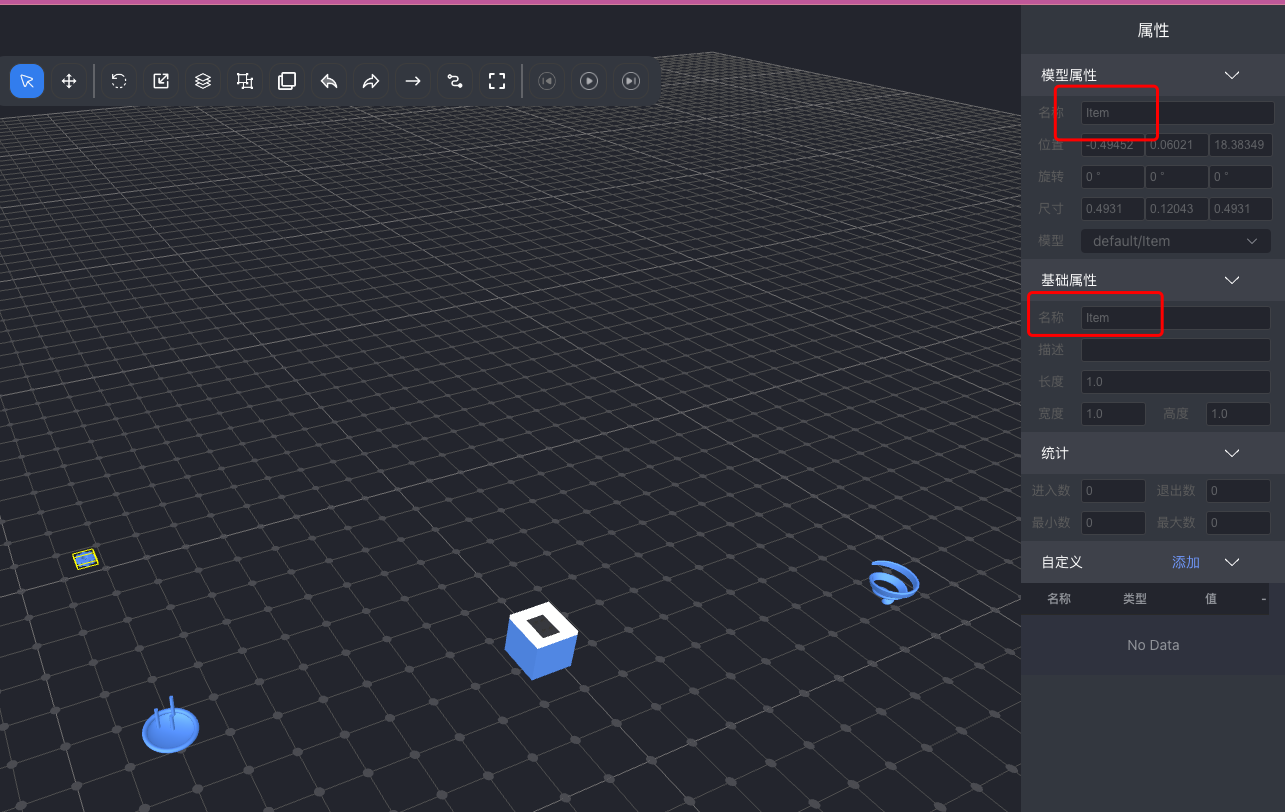 属性
模型属性
名称 Item
位置 -0.49452 0.06021 18.38349
旋转 0 ° 0 ° 0 °
尺寸 0.4931 0.12043 0.4931
模型 default/Item
基础属性
名称 Item
描述
长度 1.0
宽度 1.0 高度 1.0
统计
进入数 0 退出数 0
最小数 0 最大数 0
自定义 添加
名称 类型 值 -
No Data